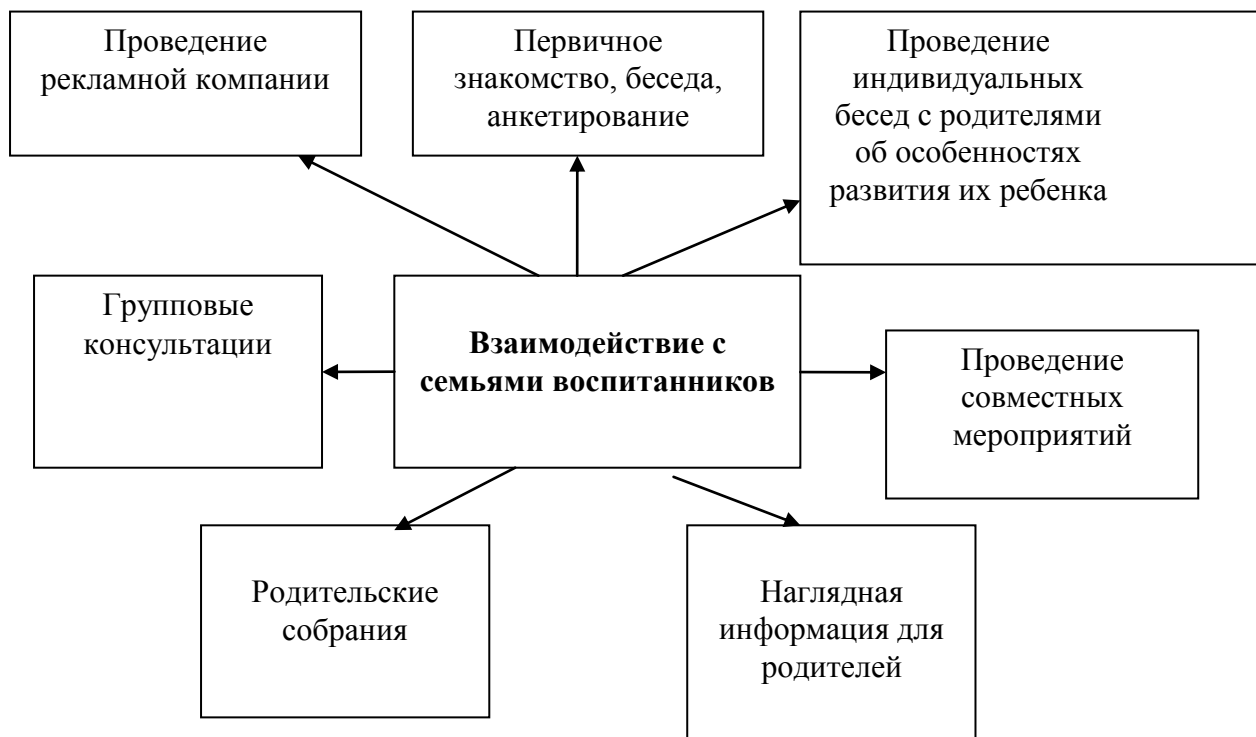 Проведение
рекламной компании
Первичное
знакомство, беседа,
анкетирование
Проведение
индивидуальных
бесед с родителями
об особенностях
развития их ребенка
Групповые
консультации
Взаимодействие с
семьями воспитанников
Проведение
совместных
мероприятий
Родительские
собрания
Наглядная
информация для
родителей